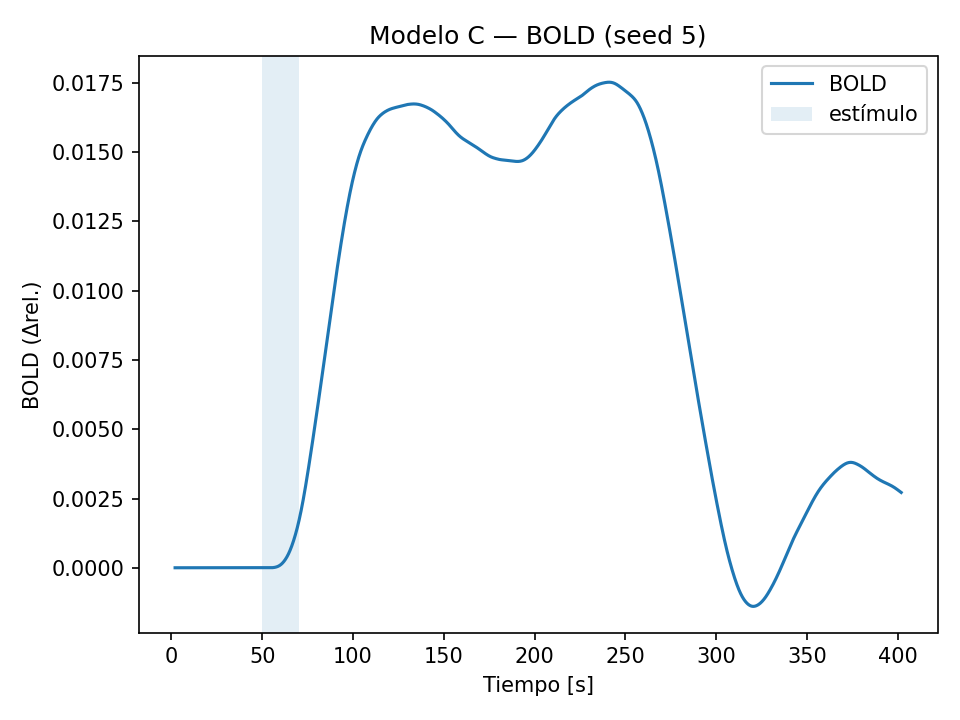 Modelo C — BOLD (seed 5)
BOLD
estímulo
BOLD (Δrel.)
0.0175
0.0150
0.0125
0.0100
0.0075
0.0050
0.0025
0.0000
0 50 100 150 200 250 300 350 400
Tiempo [s]